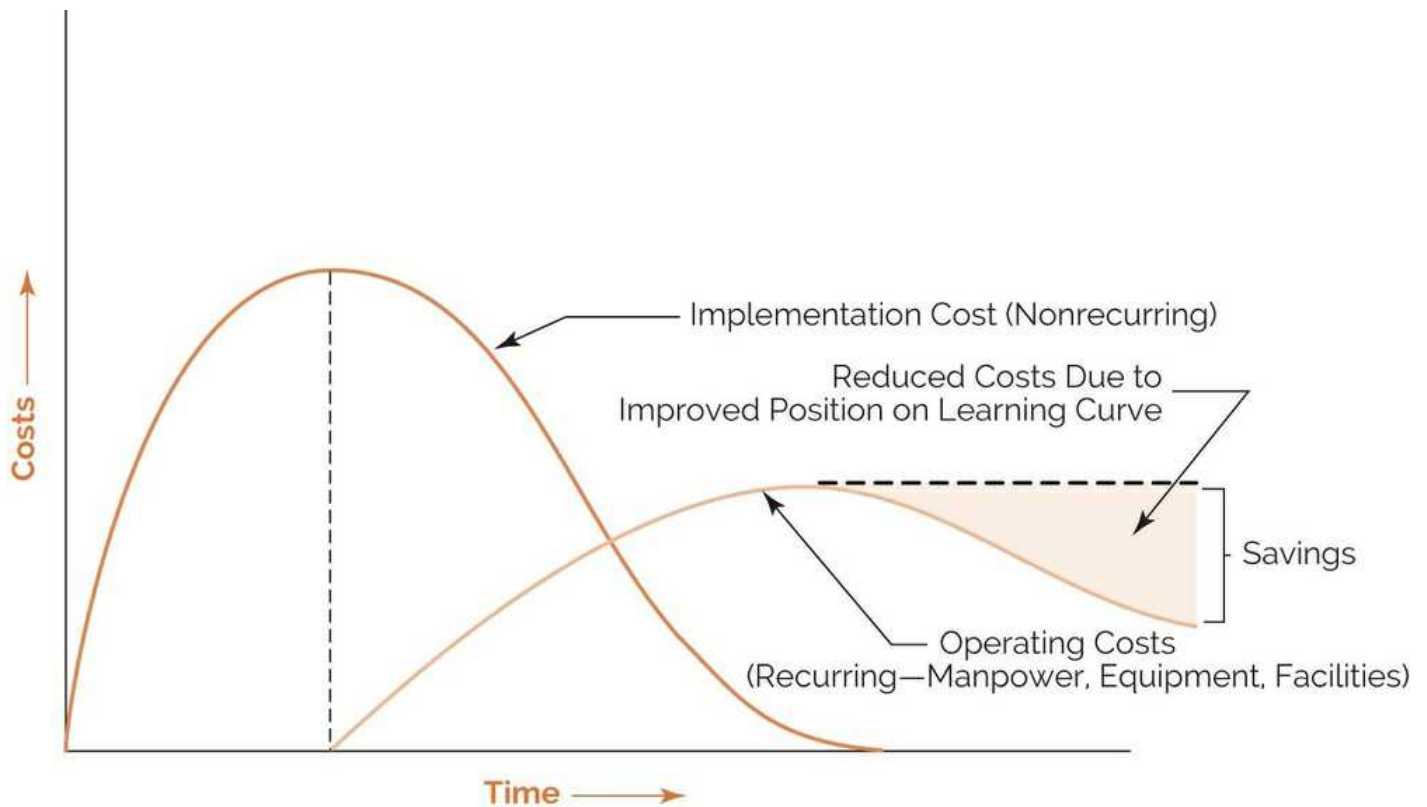 Implementation Cost (Nonrecurring)
Reduced Costs Due to
Improved Position on Learning Curve
Costs
Savings
Operating Costs
(Recurring—Manpower, Equipment, Facilities)
Time